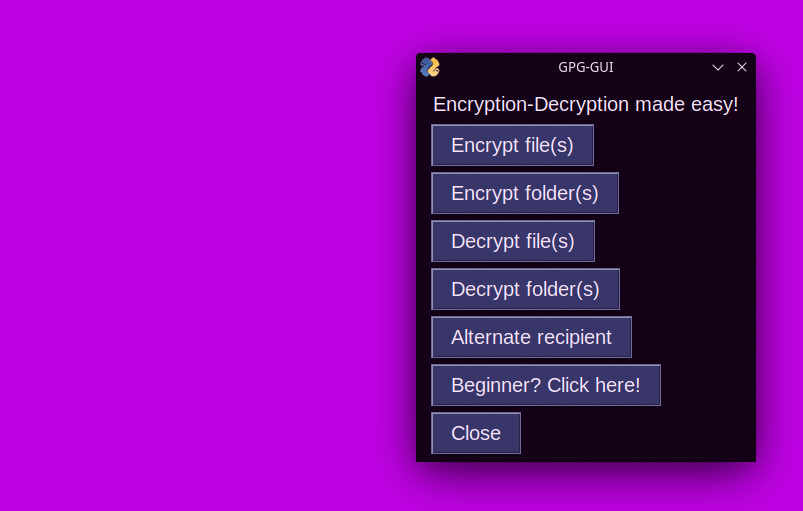 GPG-GUI
Encryption-Decryption made easy!
Encrypt file(s)
Encrypt folder(s)
Decrypt file(s)
Decrypt folder(s)
Alternate recipient
Beginner? Click here!
Close